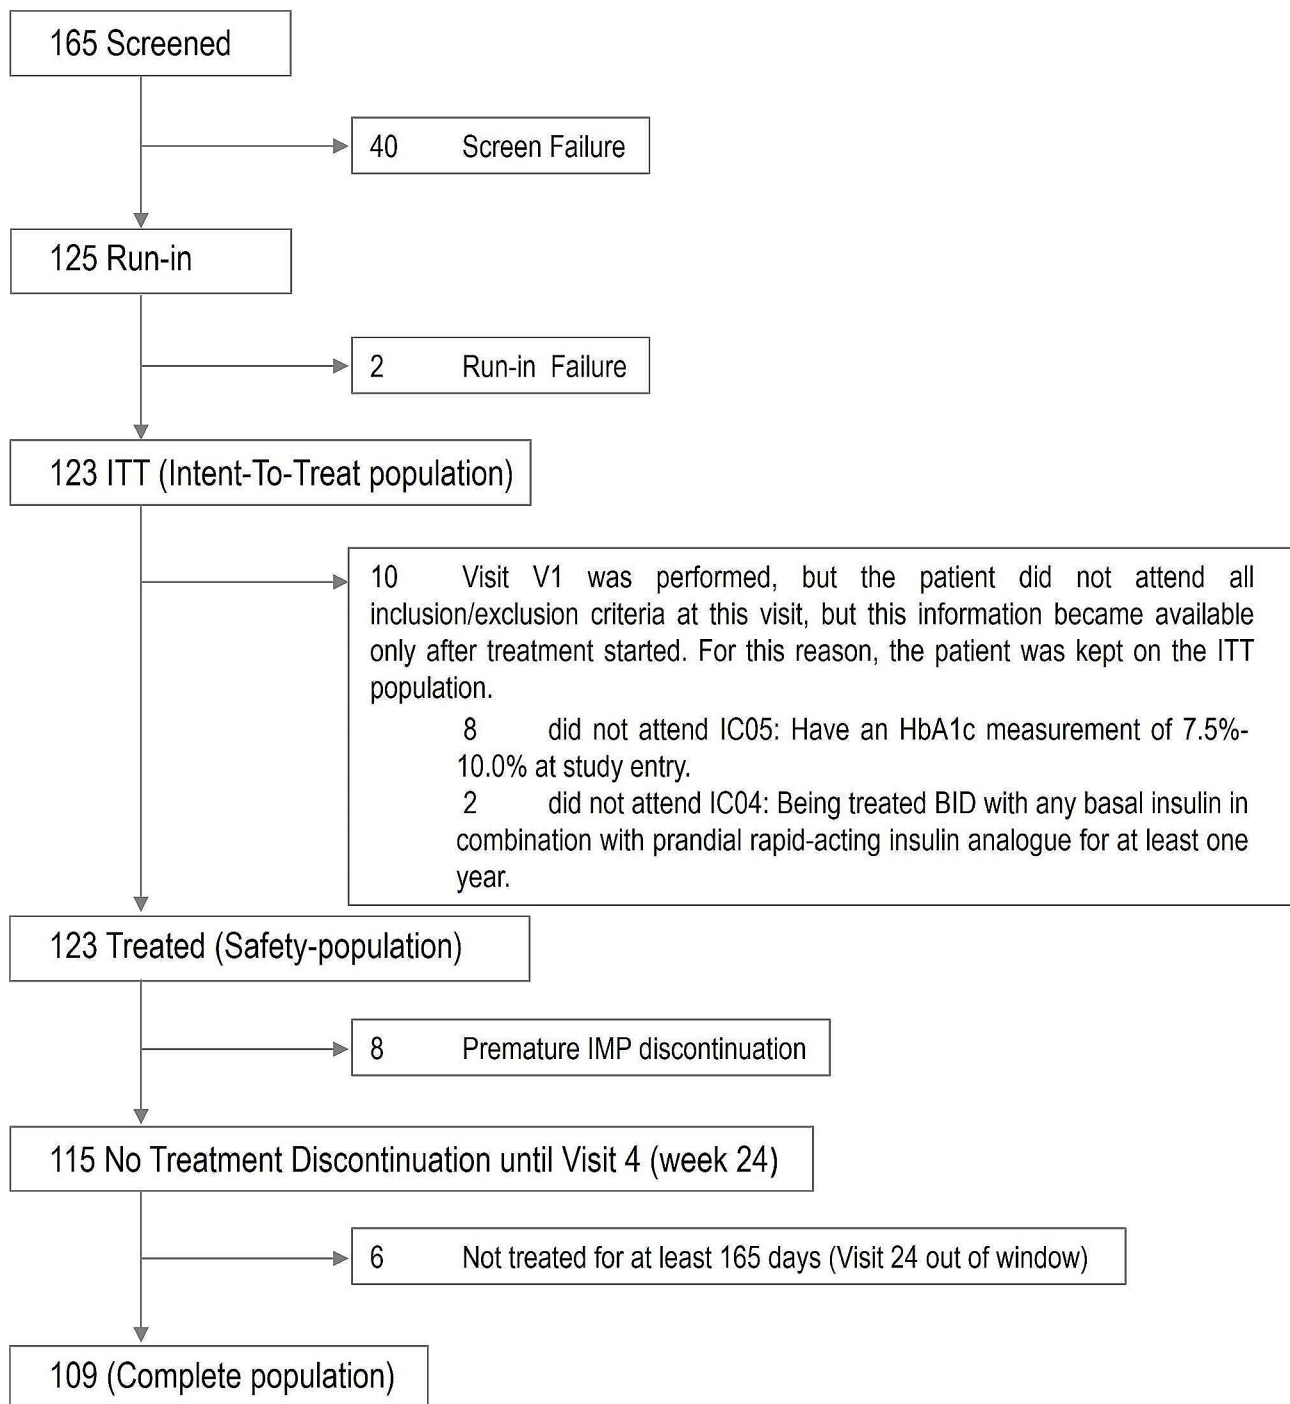 165 Screened
40 Screen Failure
125 Run-in
2 Run-in Failure
123 ITT (Intent-To-Treat population)
10 Visit V1 was performed, but the patient did not attend all
inclusion/exclusion criteria at this visit, but this information became available
only after treatment started. For this reason, the patient was kept on the ITT
population.
8 did not attend IC05: Have an HbA1c measurement of 7.5%-
10.0% at study entry.
2 did not attend IC04: Being treated BID with any basal insulin in
combination with prandial rapid-acting insulin analogue for at least one
year.
123 Treated (Safety-population)
8 Premature IMP discontinuation
115 No Treatment Discontinuation until Visit 4 (week 24)
6 Not treated for at least 165 days (Visit 24 out of window)
109 (Complete population)